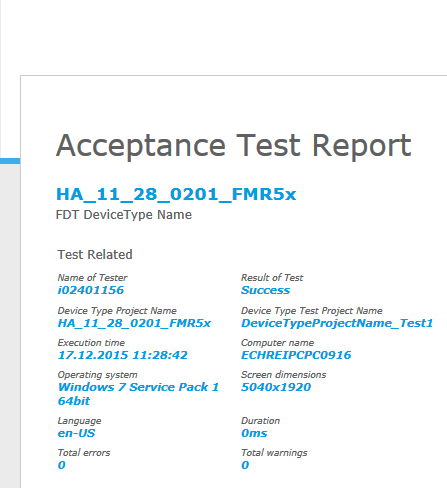 Acceptance Test Report
HA_11_28_0201_FMR5x
FDT DeviceType Name
Test Related
Name of Tester
i02401156
Result of Test
Success
Device Type Project Name
HA_11_28_0201_FMR5x
Device Type Test Project Name
DeviceTypeProjectName_Test1
Execution time
17.12.2015 11:28:42
Computer name
ECHREIPCPC0916
Operating system
Windows 7 Service Pack 1
64bit
Screen dimensions
5040x1920
Language
en-US
Duration
0ms
Total errors
0
Total warnings
0